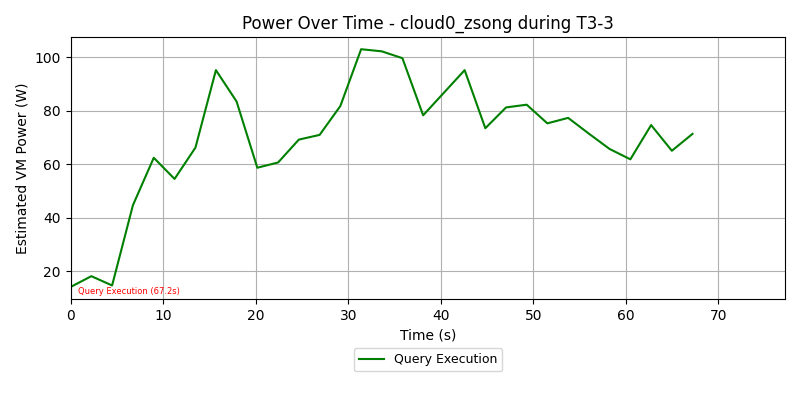 Power Over Time - cloud0_zsong during T3-3
Estimated VM Power (W)
100
80
60
40
20
Query Execution (67.2s)
0 10 20 30 40 50 60 70
Time (s)
Query Execution